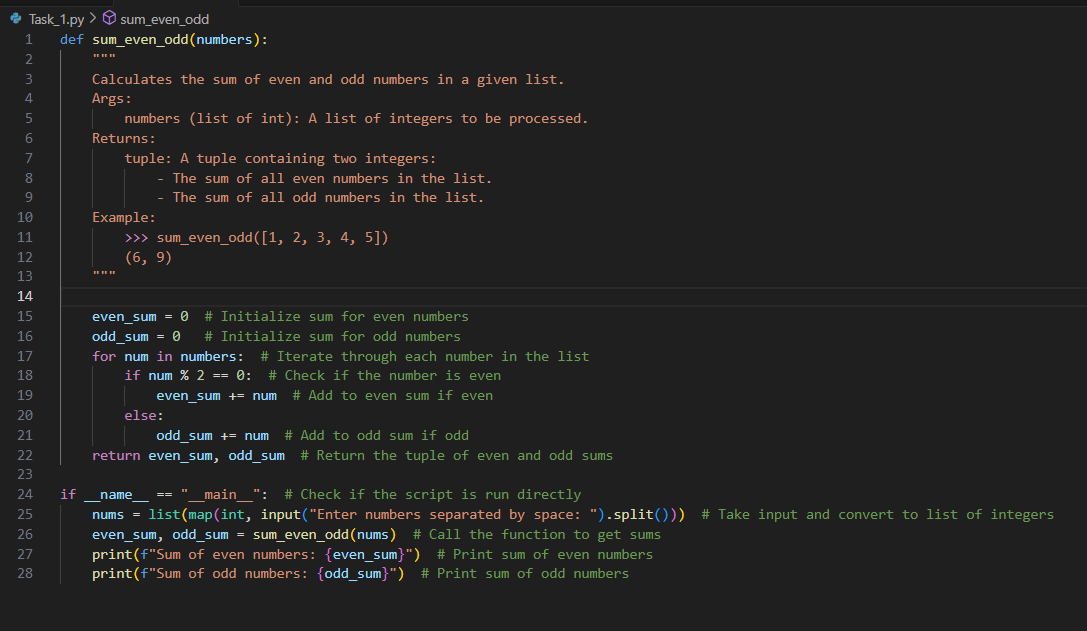 Task_1.py > sum_even_odd
1 def sum_even_odd(numbers):
2     """
3     Calculates the sum of even and odd numbers in a given list.
4     Args:
5         numbers (list of int): A list of integers to be processed.
6     Returns:
7         tuple: A tuple containing two integers:
8             - The sum of all even numbers in the list.
9             - The sum of all odd numbers in the list.
10     Example:
11         >>> sum_even_odd([1, 2, 3, 4, 5])
12         (6, 9)
13     """
14
15     even_sum = 0  # Initialize sum for even numbers
16     odd_sum = 0   # Initialize sum for odd numbers
17     for num in numbers:  # Iterate through each number in the list
18         if num % 2 == 0:  # Check if the number is even
19             even_sum += num  # Add to even sum if even
20         else:
21             odd_sum += num  # Add to odd sum if odd
22     return even_sum, odd_sum  # Return the tuple of even and odd sums
23
24 if __name__ == "__main__":  # Check if the script is run directly
25     nums = list(map(int, input("Enter numbers separated by space: ").split()))  # Take input and convert to list of integers
26     even_sum, odd_sum = sum_even_odd(nums)  # Call the function to get sums
27     print(f"Sum of even numbers: {even_sum}")  # Print sum of even numbers
28     print(f"Sum of odd numbers: {odd_sum}")  # Print sum of odd numbers